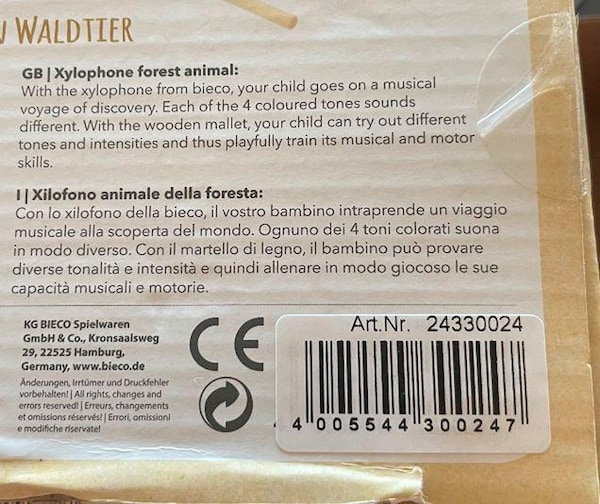 WALDTIER
GB | Xylophone forest animal:
With the xylophone from bieco, your child goes on a musical
voyage of discovery. Each of the 4 coloured tones sounds
different. With the wooden mallet, your child can try out different
tones and intensities and thus playfully train its musical and motor
skills.
I | Xilofono animale della foresta:
Con lo xilofono della bieco, il vostro bambino intraprende un viaggio
musicale alla scoperta del mondo. Ognuno dei 4 toni colorati suona
in modo diverso. Con il martello di legno, il bambino può provare
diverse tonalità e intensità e quindi allenare in modo giocoso le sue
capacità musicali e motorie.
KG BIECO Spielwaren
GmbH & Co., Kronsaalsweg
29, 22525 Hamburg,
Germany, www.bieco.de
Änderungen, Irrtümer und Druckfehler
vorbehalten! | All rights, changes and
errors reserved! | Erreurs, changements
et omissions réservés! | Errori, omissioni
e modifiche riservate!
CE
Art.Nr. 24330024
4 005544 300247